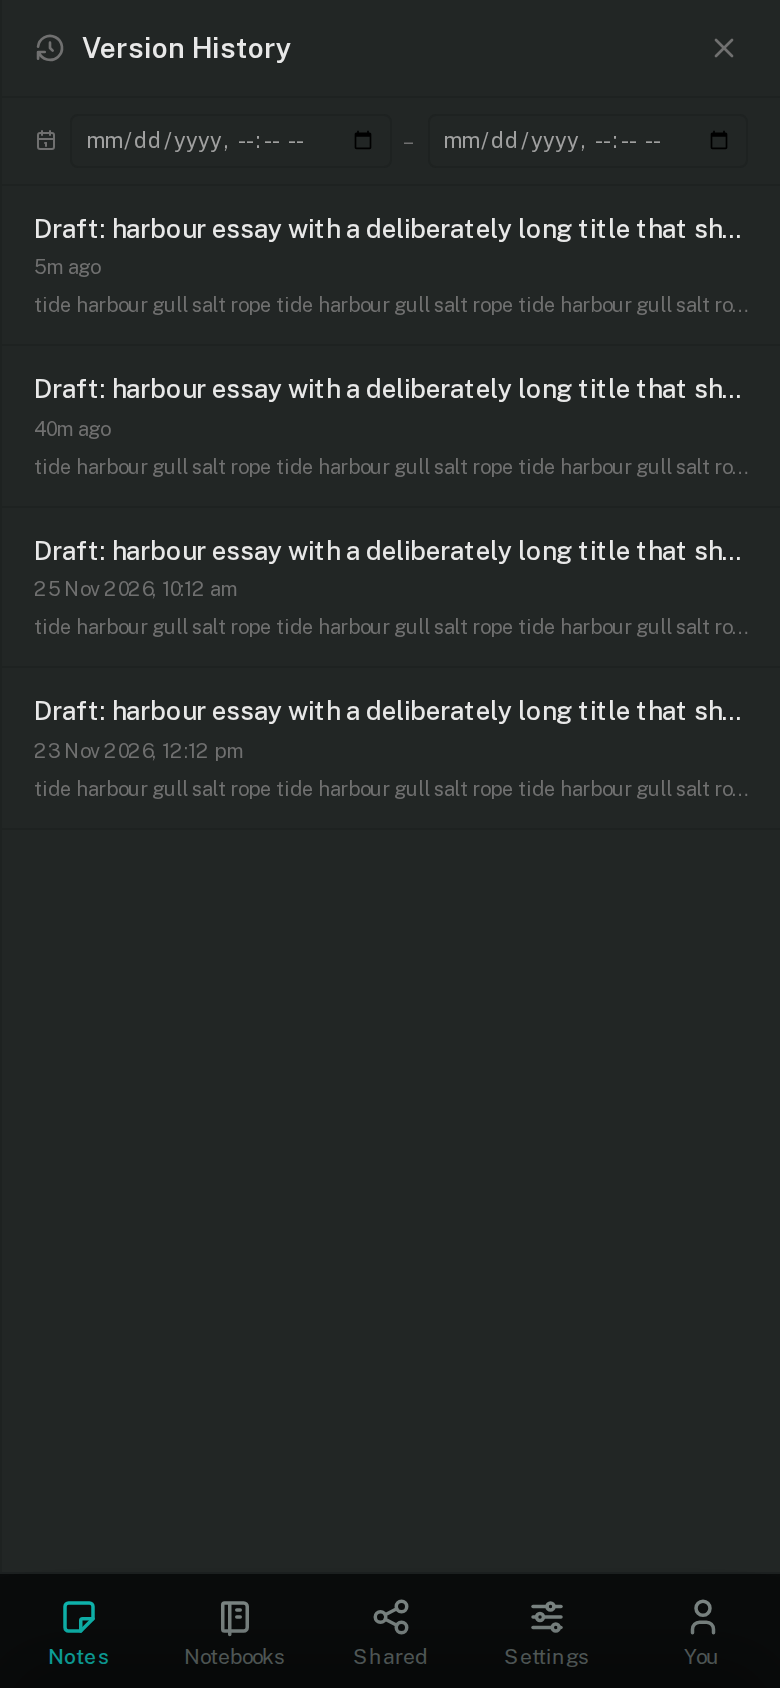 Version History
mm/dd/yyyy, --:-- -- – mm/dd/yyyy, --:-- --
Draft: harbour essay with a deliberately long title that sh...
5m ago
tide harbour gull salt rope tide harbour gull salt rope tide harbour gull salt ro...
Draft: harbour essay with a deliberately long title that sh...
40m ago
tide harbour gull salt rope tide harbour gull salt rope tide harbour gull salt ro...
Draft: harbour essay with a deliberately long title that sh...
25 Nov 2026, 10:12 am
tide harbour gull salt rope tide harbour gull salt rope tide harbour gull salt ro...
Draft: harbour essay with a deliberately long title that sh...
23 Nov 2026, 12:12 pm
tide harbour gull salt rope tide harbour gull salt rope tide harbour gull salt ro...
Notes Notebooks Shared Settings You